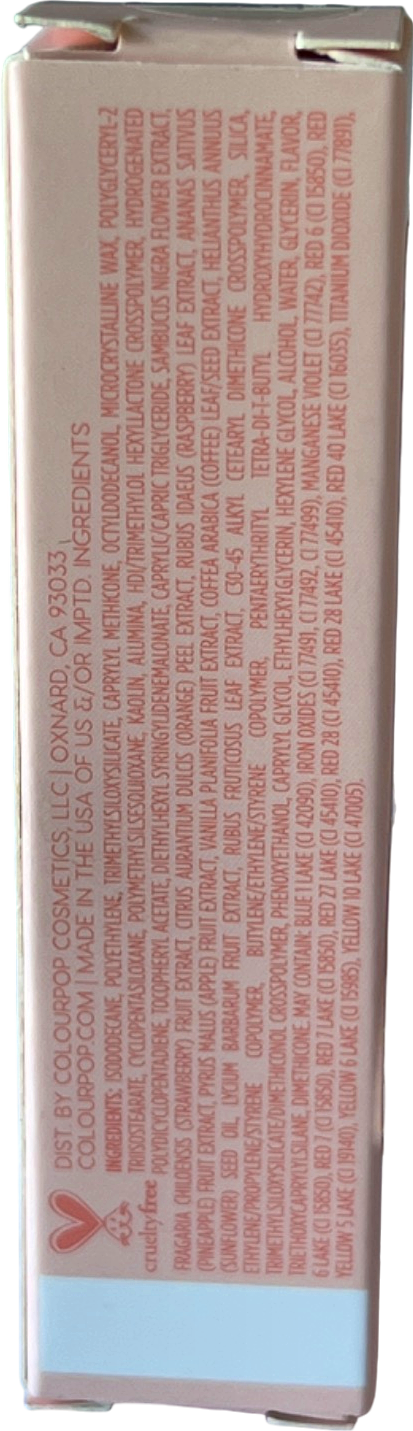 DIST. BY COLOURPOP COSMETICS, LLC | OXNARD, CA 93033
COLOURPOP.COM | MADE IN THE USA OF US &/OR IMPTD. INGREDIENTS
cruelty free
INGREDIENTS: ISODODECANE, POLYETHYLENE, TRIMETHYLSILOXYSILICATE, CAPRYLYL METHICONE, OCTYLDODECANOL, MICROCRYSTALLINE WAX, POLYGLYCERYL-2
TRIISOSTEARATE, CYCLOPENTASILOXANE, POLYMETHYLSILSESQUIOXANE, KAOLIN, ALUMINA, HDI/TRIMETHYLOL HEXYLLACTONE CROSSPOLYMER, HYDROGENATED
POLYDICYCLOPENTADIENE, TOCOPHERYL ACETATE, DIETHYLHEXYL SYRINGYLIDENEMALONATE, CAPRYLIC/CAPRIC TRIGLYCERIDE, SAMBUCUS NIGRA FLOWER EXTRACT,
FRAGARIA CHILOENSIS (STRAWBERRY) FRUIT EXTRACT, CITRUS AURANTIUM DULCIS (ORANGE) PEEL EXTRACT, RUBUS IDAEUS (RASPBERRY) LEAF EXTRACT, ANANAS SATIVUS
(PINEAPPLE) FRUIT EXTRACT, PYRUS MALUS (APPLE) FRUIT EXTRACT, VANILLA PLANIFOLIA FRUIT EXTRACT, COFFEA ARABICA (COFFEE) LEAF/SEED EXTRACT, HELIANTHUS ANNUUS
(SUNFLOWER) SEED OIL, LYCIUM BARBARUM FRUIT EXTRACT, RUBUS FRUTICOSUS LEAF EXTRACT, C30-45 ALKYL CETEARYL DIMETHICONE CROSSPOLYMER, SILICA,
ETHYLENE/PROPYLENE/STYRENE COPOLYMER, BUTYLENE/ETHYLENE/STYRENE COPOLYMER, PENTAERYTHRITYL TETRA-DI-T-BUTYL HYDROXYHYDROCINNAMATE,
TRIMETHYLSILOXYSILICATE/DIMETHICONOL CROSSPOLYMER, PHENOXYETHANOL, CAPRYLYL GLYCOL, ETHYLHEXYLGLYCERIN, HEXYLENE GLYCOL, ALCOHOL, WATER, GLYCERIN, FLAVOR,
TRIETHOXYCAPRYLYLSILANE, DIMETHICONE. MAY CONTAIN: BLUE 1 LAKE (CI 42090), IRON OXIDES (CI 77491, CI 77492, CI 77499), MANGANESE VIOLET (CI 77742), RED 6 (CI 15850), RED
6 LAKE (CI 15850), RED 7 (CI 15850), RED 7 LAKE (CI 15850), RED 27 LAKE (CI 45410), RED 28 (CI 45410), RED 28 LAKE (CI 45410), RED 40 LAKE (CI 16035), TITANIUM DIOXIDE (CI 77891),
YELLOW 5 LAKE (CI 19140), YELLOW 6 LAKE (CI 15985), YELLOW 10 LAKE (CI 47005).